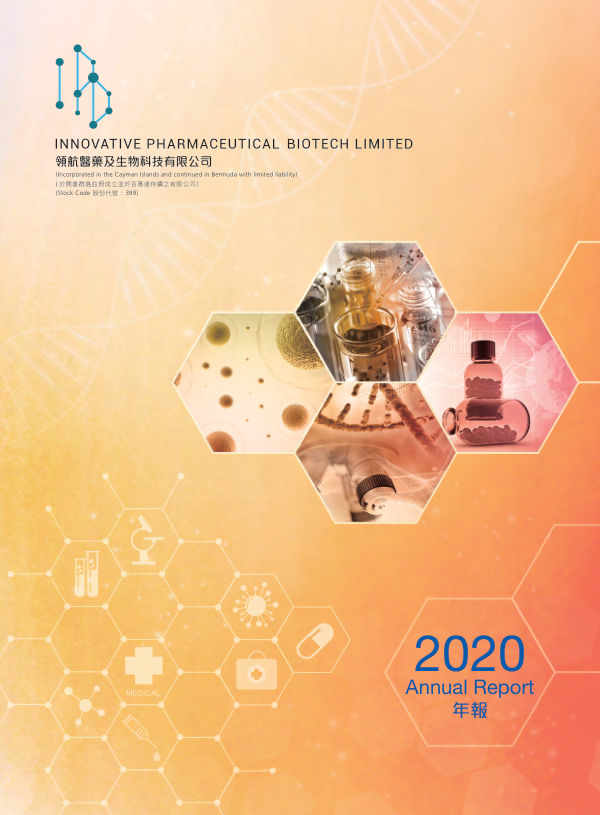 INNOVATIVE PHARMACEUTICAL BIOTECH LIMITED
領航醫藥及生物科技有限公司
(Incorporated in the Cayman Islands and continued in Bermuda with limited liability)
(於開曼群島註冊成立並於百慕達存續之有限公司)
(Stock Code 股份代號：399)
MEDICAL
2020
Annual Report
年報